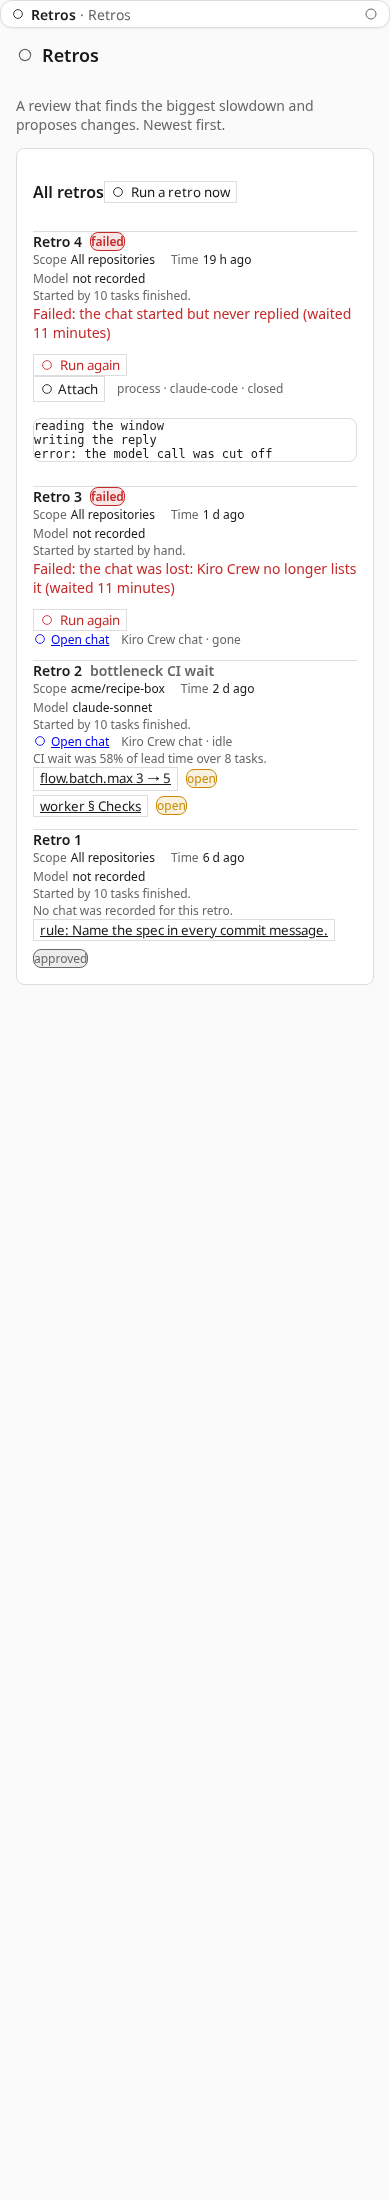 Retros · Retros
Retros
A review that finds the biggest slowdown and
proposes changes. Newest first.
All retros
Run a retro now
Retro 4 failed
Scope All repositories Time 19 h ago
Model not recorded
Started by 10 tasks finished.
Failed: the chat started but never replied (waited
11 minutes)
Run again
Attach process · claude-code · closed
reading the window
writing the reply
error: the model call was cut off
Retro 3 failed
Scope All repositories Time 1 d ago
Model not recorded
Started by started by hand.
Failed: the chat was lost: Kiro Crew no longer lists
it (waited 11 minutes)
Run again
Open chat Kiro Crew chat · gone
Retro 2 bottleneck CI wait
Scope acme/recipe-box Time 2 d ago
Model claude-sonnet
Started by 10 tasks finished.
Open chat Kiro Crew chat · idle
CI wait was 58% of lead time over 8 tasks.
flow.batch.max 3 → 5 open
worker § Checks open
Retro 1
Scope All repositories Time 6 d ago
Model not recorded
Started by 10 tasks finished.
No chat was recorded for this retro.
rule: Name the spec in every commit message.
approved